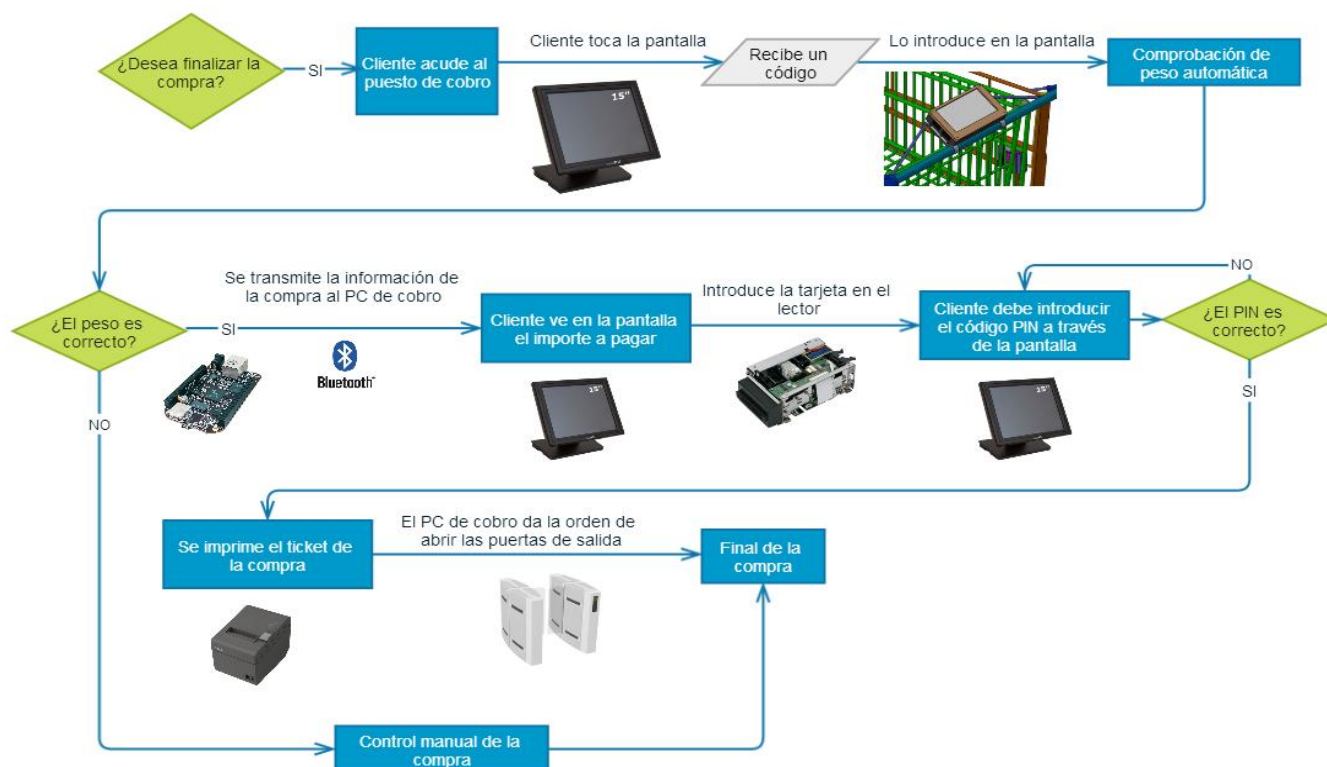 ¿Desea finalizar la
compra?
SI
Cliente acude al
puesto de cobro
Cliente toca la pantalla
15"
Recibe un
código
Lo introduce en la pantalla
Comprobación de
peso automática
¿El peso es
correcto?
SI
Se transmite la información de
la compra al PC de cobro
Bluetooth™
Cliente ve en la pantalla
el importe a pagar
15"
Introduce la tarjeta en el
lector
Cliente debe introducir
el código PIN a través
de la pantalla
15"
NO
¿El PIN es
correcto?
SI
NO
Se imprime el ticket de
la compra
El PC de cobro da la orden de
abrir las puertas de salida
Final de la
compra
Control manual de la
compra